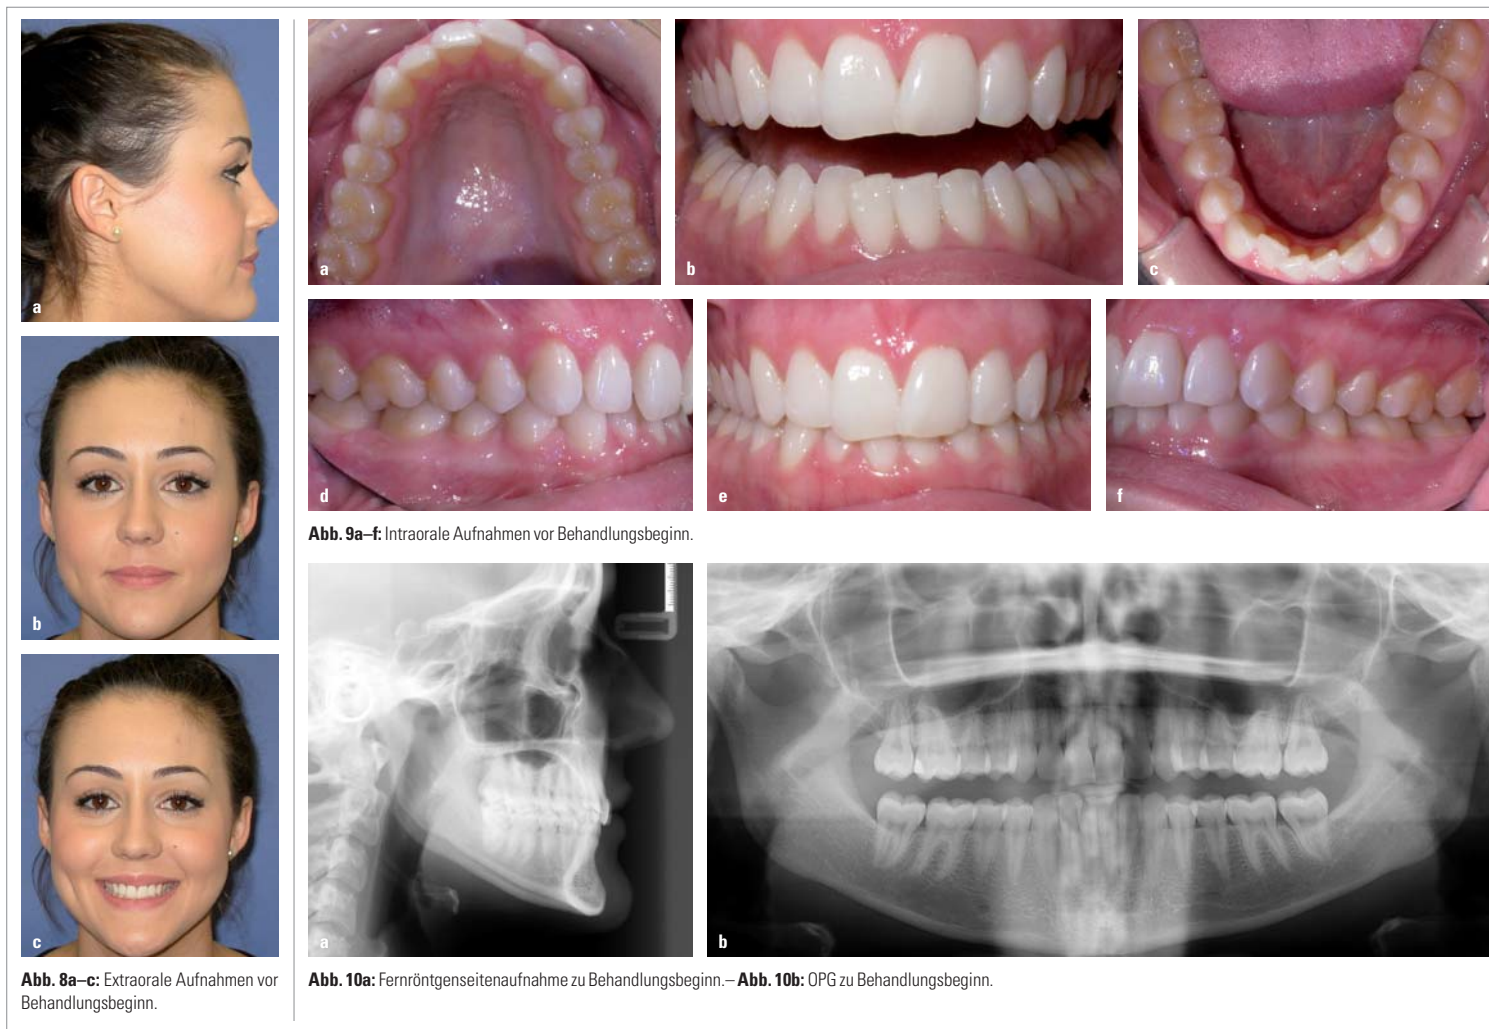 a
b
c
Abb. 8a–c: Extraorale Aufnahmen vor
Behandlungsbeginn.
a
b
c
d
e
f
Abb. 9a–f: Intraorale Aufnahmen vor Behandlungsbeginn.
a
b
Abb. 10a: Fernröntgenseitenaufnahme zu Behandlungsbeginn.– Abb. 10b: OPG zu Behandlungsbeginn.